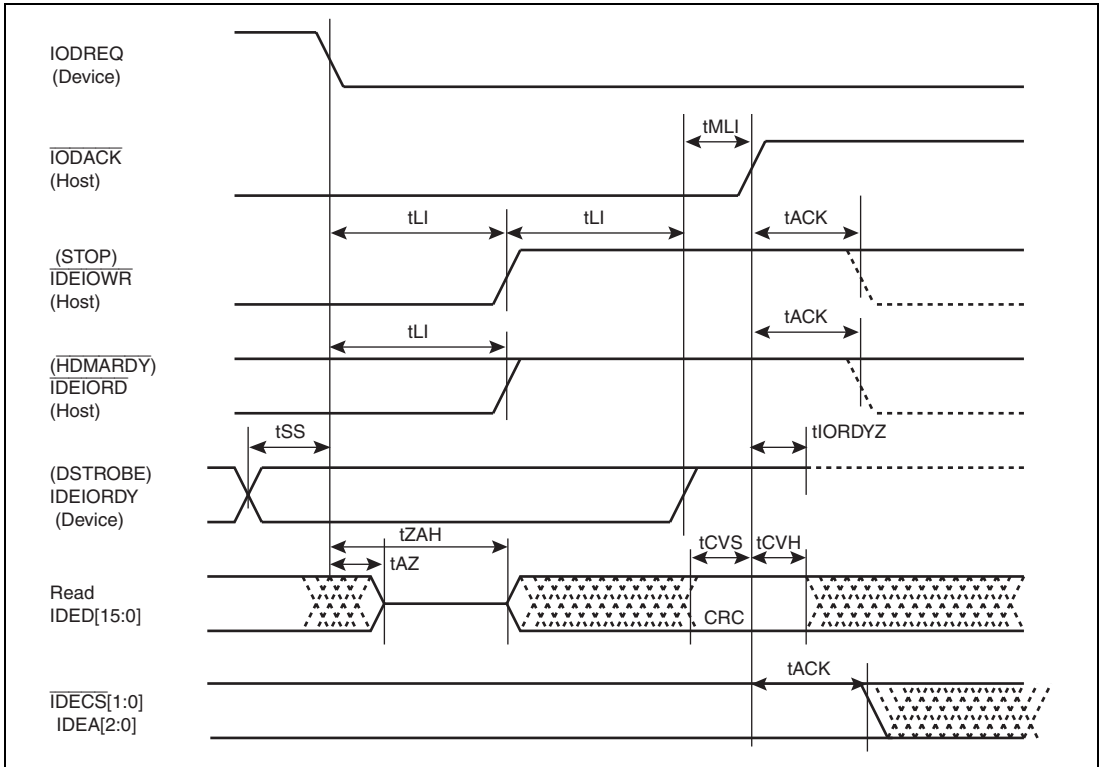 IODREQ
(Device)
tMLI
IODACK
(Host)
tLI
tLI
tACK
(STOP)
IDEIOWR
(Host)
tACK
tLI
(HDMARDY)
IDEIORD
(Host)
tSS
tIORDYZ
(DSTROBE)
IDEIORDY
(Device)
tZAH
tCVS
tCVH
tAZ
Read
IDED[15:0]
CRC
tACK
IDECS[1:0]
IDEA[2:0]